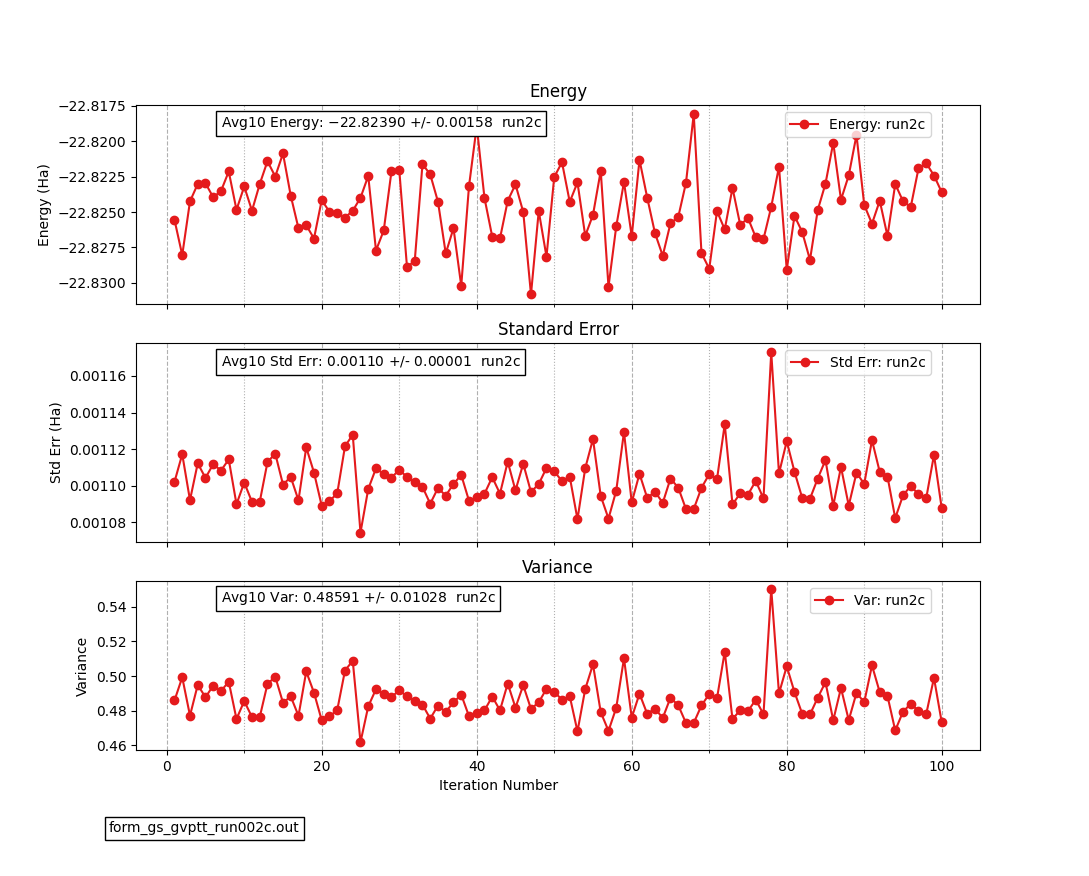 Energy
Avg10 Energy: −22.82390 +/- 0.00158  run2c
Energy: run2c
Energy (Ha)
−22.8175
−22.8200
−22.8225
−22.8250
−22.8275
−22.8300
Standard Error
Avg10 Std Err: 0.00110 +/- 0.00001  run2c
Std Err: run2c
Std Err (Ha)
0.00116
0.00114
0.00112
0.00110
0.00108
Variance
Avg10 Var: 0.48591 +/- 0.01028  run2c
Var: run2c
Variance
0.54
0.52
0.50
0.48
0.46
0 20 40 60 80 100
Iteration Number
form_gs_gvptt_run002c.out